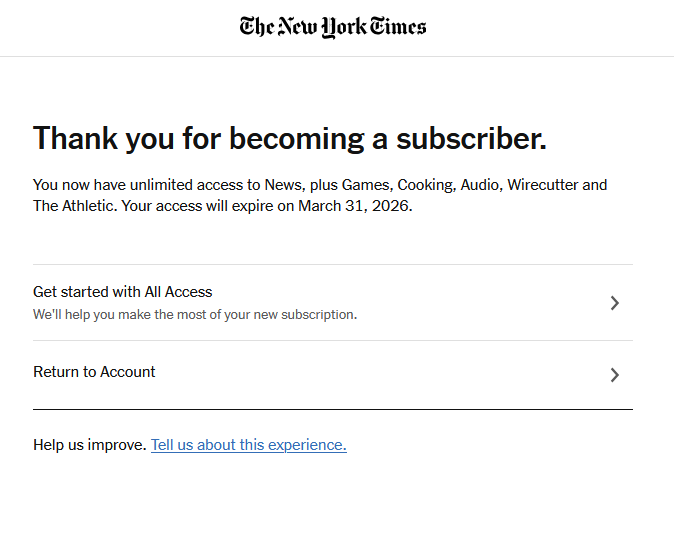 The New York Times
Thank you for becoming a subscriber.
You now have unlimited access to News, plus Games, Cooking, Audio, Wirecutter and
The Athletic. Your access will expire on March 31, 2026.
Get started with All Access
We'll help you make the most of your new subscription.
Return to Account
Help us improve. Tell us about this experience.